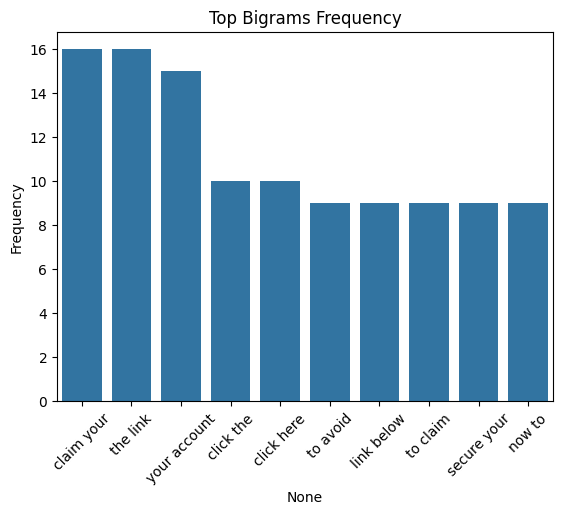 Top Bigrams Frequency
Frequency
16
14
12
10
8
6
4
2
0
claim your
the link
your account
click the
click here
to avoid
link below
to claim
secure your
now to
None